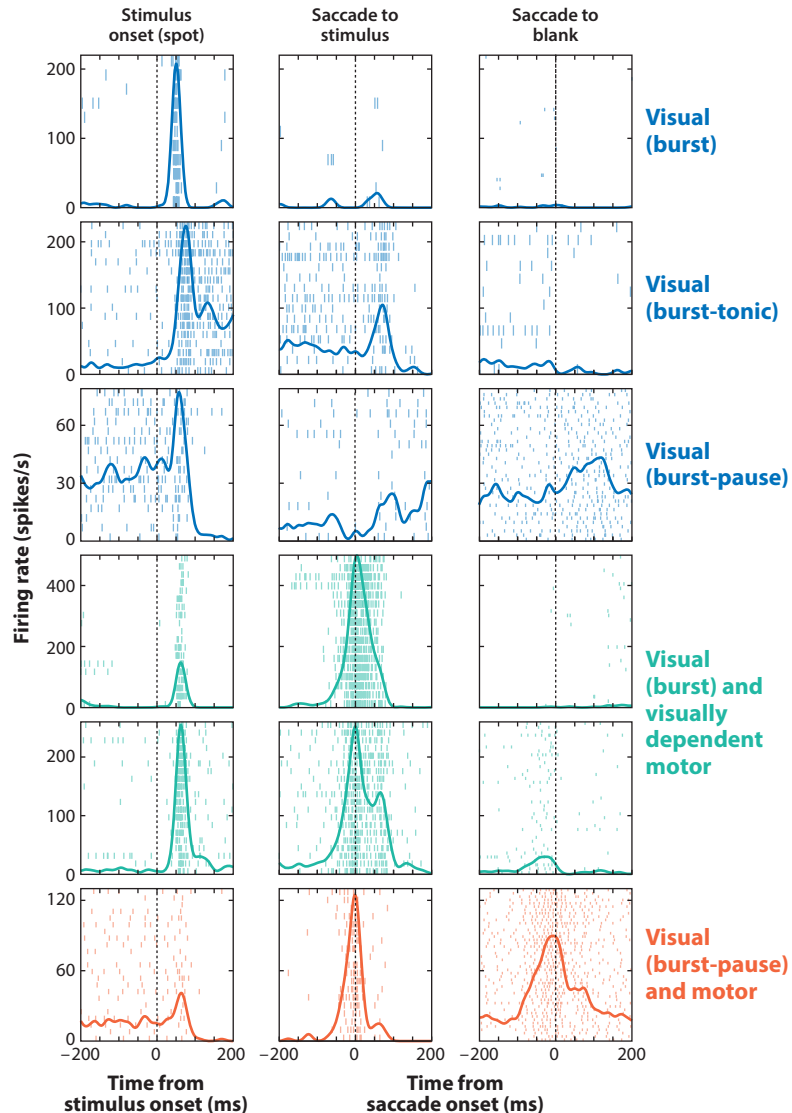 Stimulus
onset (spot)
Saccade to
stimulus
Saccade to
blank
Firing rate (spikes/s)
200
100
0
Visual
(burst)
200
100
0
Visual
(burst-tonic)
60
30
0
Visual
(burst-pause)
400
200
0
200
100
0
Visual
(burst) and
visually
dependent
motor
120
60
0
Visual
(burst-pause)
and motor
−200 0 200
−200 0 200
−200 0 200
Time from
stimulus onset (ms)
Time from
saccade onset (ms)